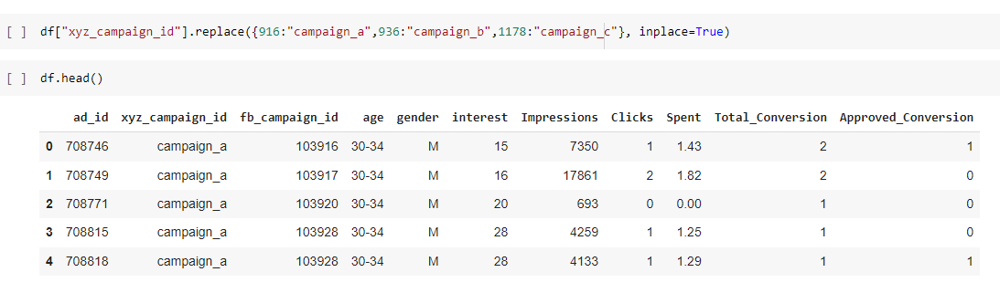 [ ] df["xyz_campaign_id"].replace({916:"campaign_a",936:"campaign_b",1178:"campaign_c"}, inplace=True)
[ ] df.head()
ad_id xyz_campaign_id fb_campaign_id age gender interest Impressions Clicks Spent Total_Conversion Approved_Conversion
0 708746 campaign_a 103916 30-34 M 15 7350 1 1.43 2 1
1 708749 campaign_a 103917 30-34 M 16 17861 2 1.82 2 0
2 708771 campaign_a 103920 30-34 M 20 693 0 0.00 1 0
3 708815 campaign_a 103928 30-34 M 28 4259 1 1.25 1 0
4 708818 campaign_a 103928 30-34 M 28 4133 1 1.29 1 1